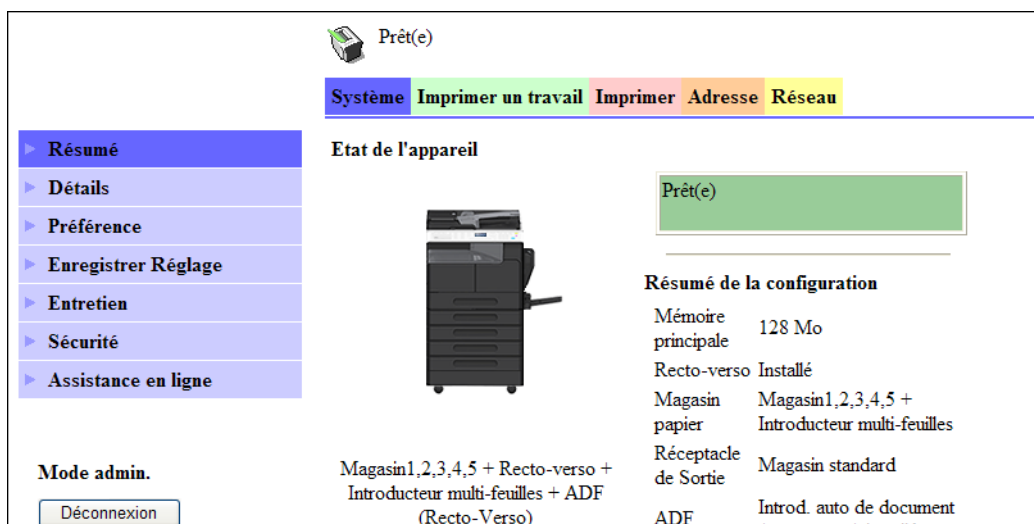 Prêt(e)
Système Imprimer un travail Imprimer Adresse Réseau
Résumé
Détails
Préférence
Enregistrer Réglage
Entretien
Sécurité
Assistance en ligne
Mode admin.
Déconnexion
Etat de l'appareil
Magasin1,2,3,4,5 + Recto-verso +
Introducteur multi-feuilles + ADF
(Recto-Verso)
Prêt(e)
Résumé de la configuration
Mémoire
principale
128 Mo
Recto-verso Installé
Magasin
papier
Magasin1,2,3,4,5 +
Introducteur multi-feuilles
Réceptacle
de Sortie
Magasin standard
ADF
Introd. auto de document